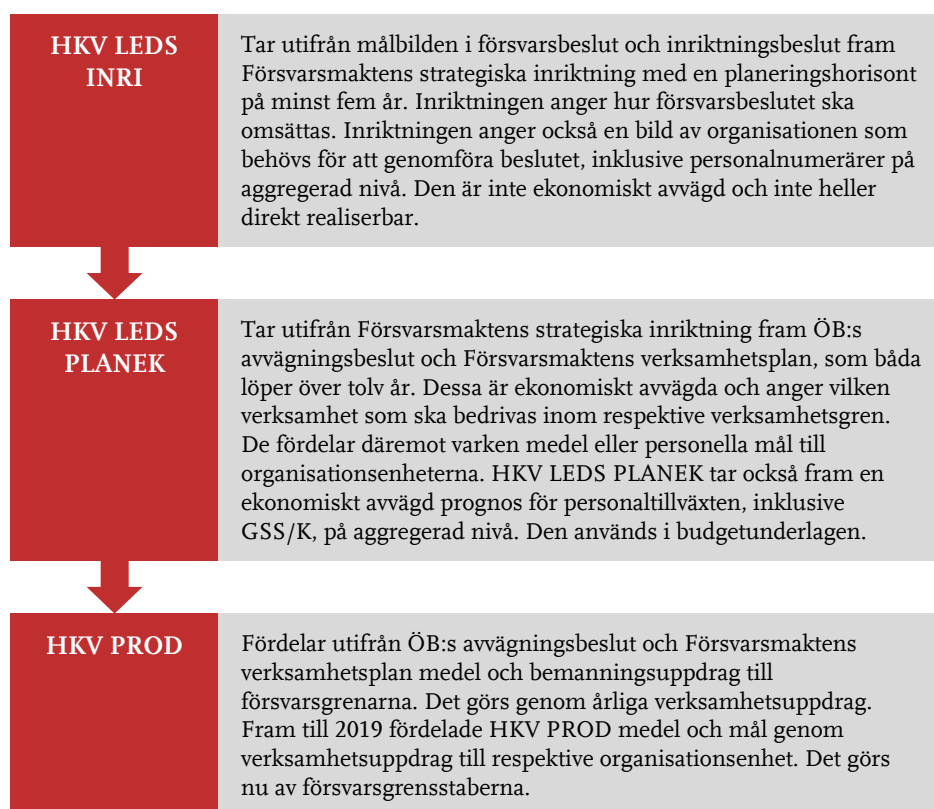 HKV LEDS
INRI
Tar utifrån målbilden i försvarsbeslut och inriktningsbeslut fram
Försvarsmaktens strategiska inriktning med en planeringshorisont
på minst fem år. Inriktningen anger hur försvarsbeslutet ska
omsättas. Inriktningen anger också en bild av organisationen som
behövs för att genomföra beslutet, inklusive personalnumerärer på
aggregerad nivå. Den är inte ekonomiskt avvägd och inte heller
direkt realiserbar.
HKV LEDS
PLANEK
Tar utifrån Försvarsmaktens strategiska inriktning fram ÖB:s
avvägningsbeslut och Försvarsmaktens verksamhetsplan, som båda
löper över tolv år. Dessa är ekonomiskt avvägda och anger vilken
verksamhet som ska bedrivas inom respektive verksamhetsgren.
De fördelar däremot varken medel eller personella mål till
organisationsenheterna. HKV LEDS PLANEK tar också fram en
ekonomiskt avvägd prognos för personaltillväxten, inklusive
GSS/K, på aggregerad nivå. Den används i budgetunderlagen.
HKV PROD
Fördelar utifrån ÖB:s avvägningsbeslut och Försvarsmaktens
verksamhetsplan medel och bemanningsuppdrag till
försvarsgrenarna. Det görs genom årliga verksamhetsuppdrag.
Fram till 2019 fördelade HKV PROD medel och mål genom
verksamhetsuppdrag till respektive organisationsenhet. Det görs
nu av försvarsgrensstaberna.